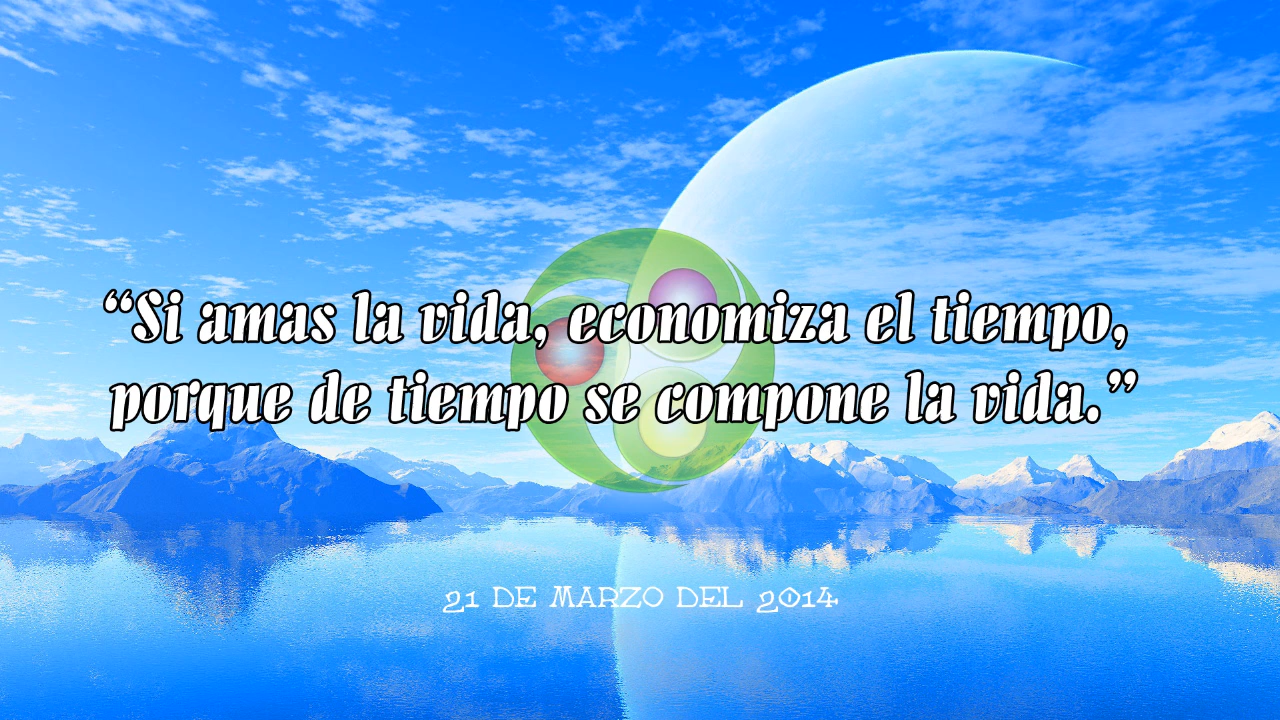 “Si amas la vida, economiza el tiempo,
porque de tiempo se compone la vida.”
21 DE MARZO DEL 2014